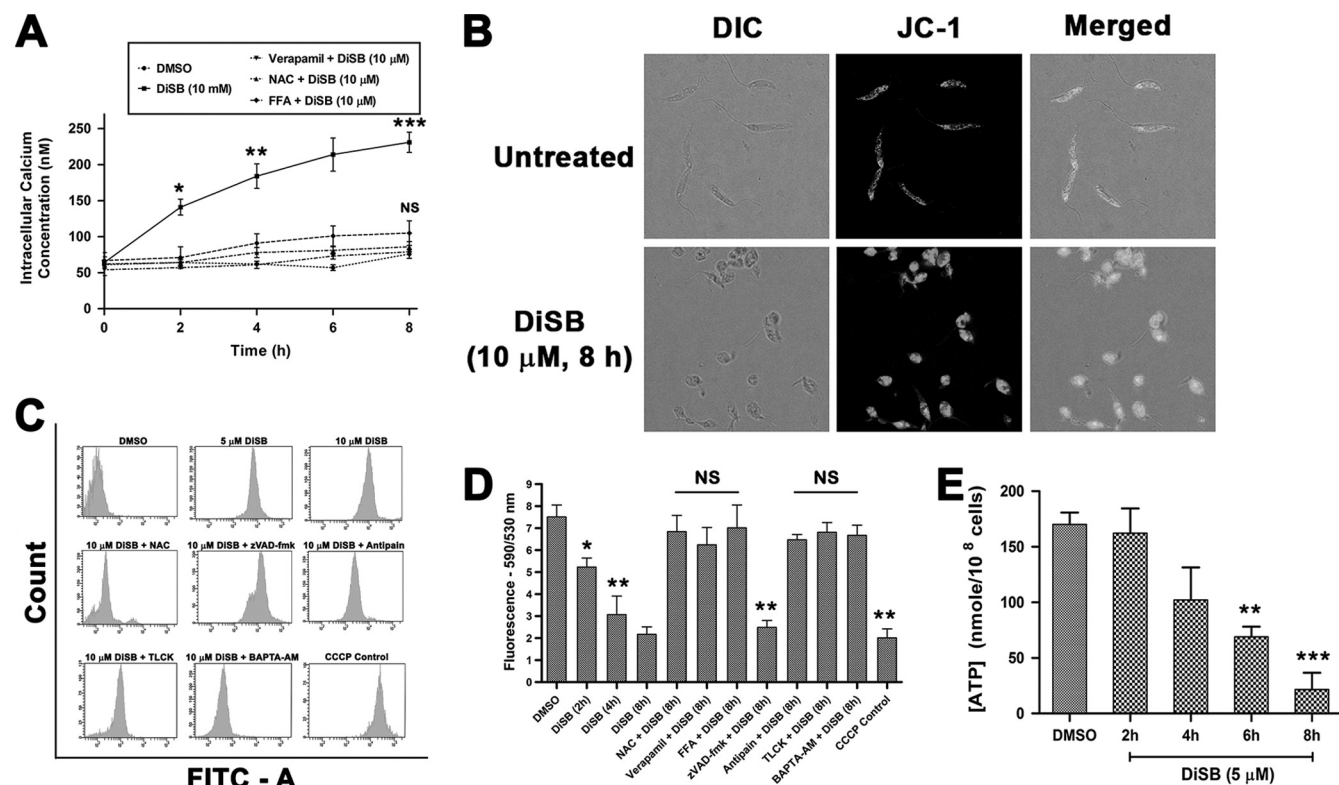 A
DMSO
DiSB (10 mM)
Verapamil + DiSB (10 μM)
NAC + DiSB (10 μM)
FFA + DiSB (10 μM)
Intracellular Calcium
Concentration (nM)
250
200
150
100
50
0
*
**
***
NS
0 2 4 6 8
Time (h)
B
DIC JC-1 Merged
Untreated
DiSB
(10 μM, 8 h)
C
Count
DMSO 5 μM DiSB 10 μM DiSB
10 μM DiSB + NAC 10 μM DiSB + zVAD-fmk 10 μM DiSB + Antipain
10 μM DiSB + TLCK 10 μM DiSB + BAPTA-AM CCCP Control
FITC - A
D
Fluorescence - 590/530 nm
9
8
7
6
5
4
3
2
1
0
*
**
NS
**
NS
**
DMSO
DiSB (2h)
DiSB (4h)
DiSB (8h)
NAC + DiSB (8h)
Verapamil + DiSB (8h)
FFA + DiSB (8h)
zVAD-fmk + DiSB (8h)
Antipain + DiSB (8h)
TLCK + DiSB (8h)
BAPTA-AM + DiSB (8h)
CCCP Control
E
[ATP] (nmole/10⁸ cells)
200
150
100
50
0
**
***
DMSO 2h 4h 6h 8h
DiSB (5 μM)